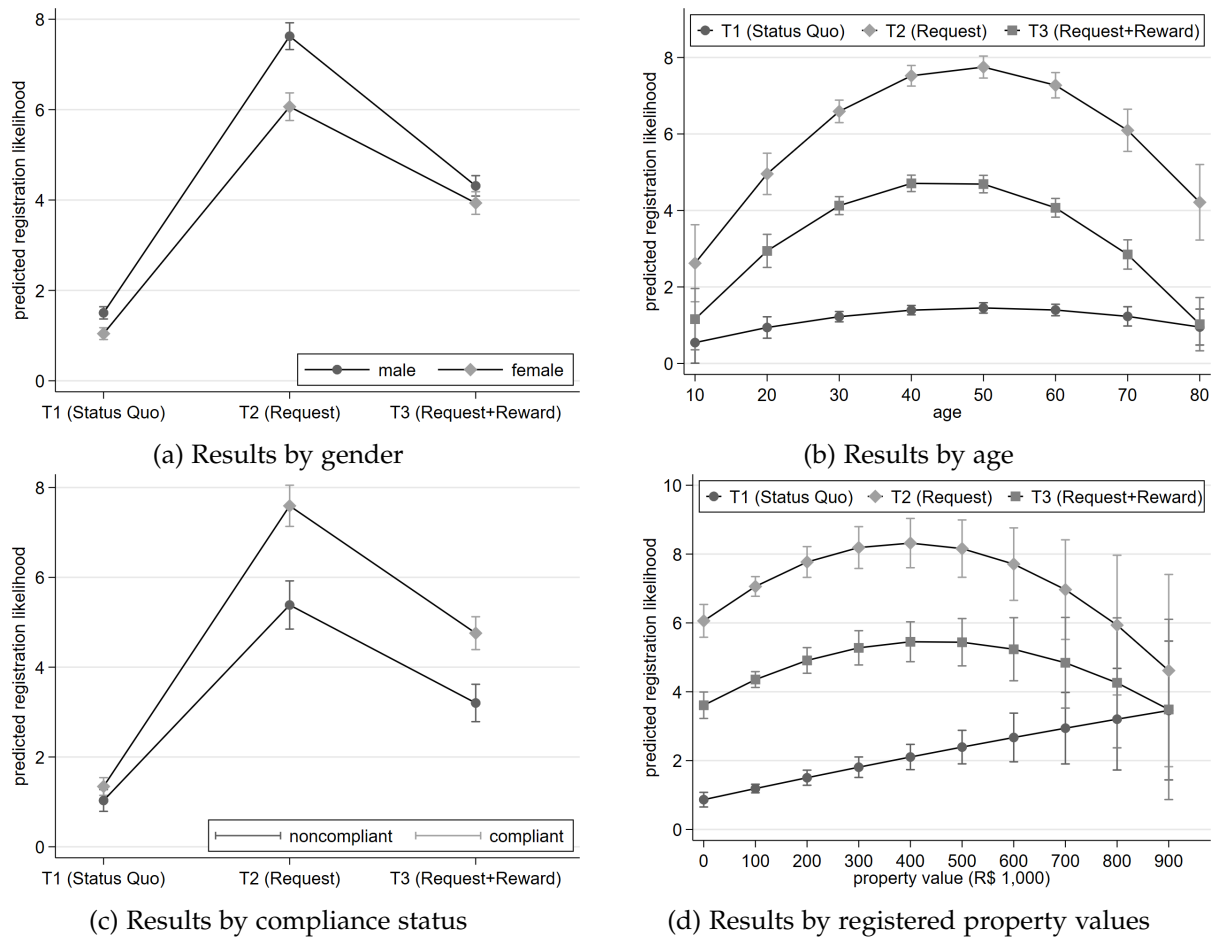 predicted registration likelihood
8
6
4
2
0
male female
T1 (Status Quo) T2 (Request) T3 (Request+Reward)
(a) Results by gender
T1 (Status Quo) T2 (Request) T3 (Request+Reward)
predicted registration likelihood
8
6
4
2
0
10 20 30 40 50 60 70 80
age
(b) Results by age
predicted registration likelihood
8
6
4
2
0
noncompliant compliant
T1 (Status Quo) T2 (Request) T3 (Request+Reward)
(c) Results by compliance status
T1 (Status Quo) T2 (Request) T3 (Request+Reward)
predicted registration likelihood
10
8
6
4
2
0
0 100 200 300 400 500 600 700 800 900
property value (R$ 1,000)
(d) Results by registered property values